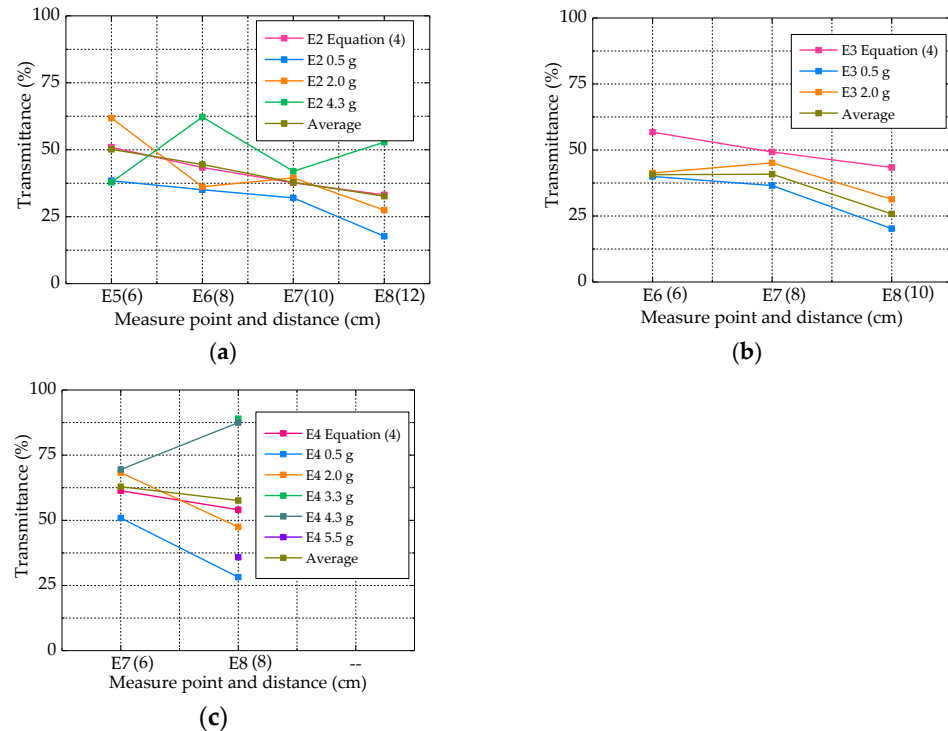 100
75
50
25
0
Transmittance (%)
E2 Equation (4)
E2 0.5 g
E2 2.0 g
E2 4.3 g
Average
E5(6) E6(8) E7(10) E8(12)
Measure point and distance (cm)
(a)
100
75
50
25
0
Transmittance (%)
E3 Equation (4)
E3 0.5 g
E3 2.0 g
Average
E6 (6) E7 (8) E8 (10)
Measure point and distance (cm)
(b)
100
75
50
25
0
Transmittance (%)
E4 Equation (4)
E4 0.5 g
E4 2.0 g
E4 3.3 g
E4 4.3 g
E4 5.5 g
Average
E7 (6) E8 (8) --
Measure point and distance (cm)
(c)